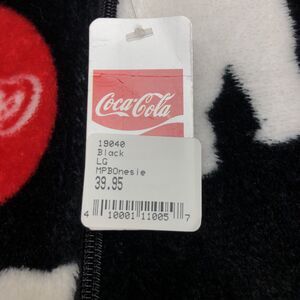 Coca-Cola
19040
Black
LG
MPBOnesie
39.95
4 10001 11005 7